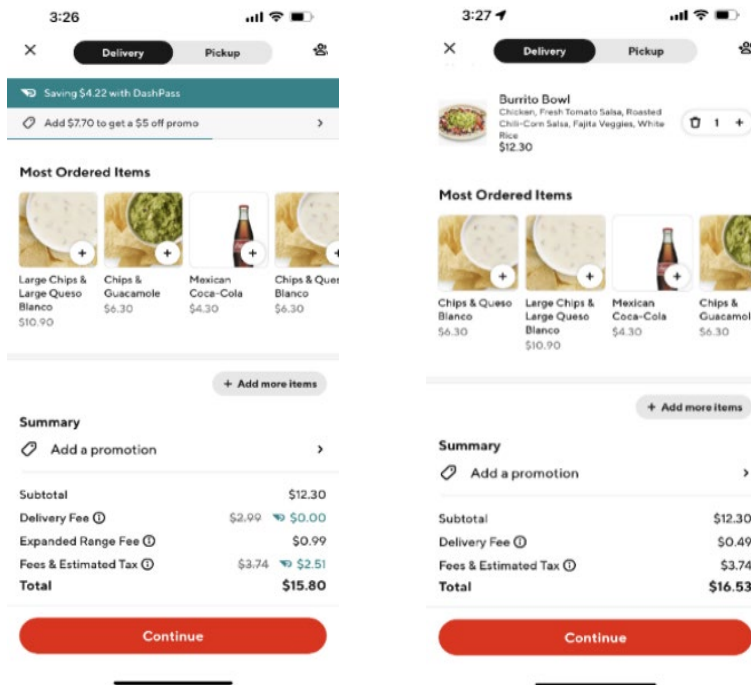 3:26
Delivery Pickup
Saving $4.22 with DashPass
Add $7.70 to get a $5 off promo
Most Ordered Items
Large Chips & Large Queso Blanco
$10.90
Chips & Guacamole
$6.30
Mexican Coca-Cola
$4.30
Chips & Ques
Blanco
$6.30
+ Add more items
Summary
Add a promotion
Subtotal $12.30
Delivery Fee $2.99 $0.00
Expanded Range Fee $0.99
Fees & Estimated Tax $3.74 $2.51
Total $15.80
Continue
3:27
Delivery Pickup
Burrito Bowl
Chicken, Fresh Tomato Salsa, Roasted
Chili-Corn Salsa, Fajita Veggies, White
Rice
$12.30
1 +
Most Ordered Items
Chips & Queso
Blanco
$6.30
Large Chips &
Large Queso
Blanco
$10.90
Mexican
Coca-Cola
$4.30
Chips &
Guacamol
$6.30
+ Add more items
Summary
Add a promotion
Subtotal $12.30
Delivery Fee $0.49
Fees & Estimated Tax $3.74
Total $16.53
Continue